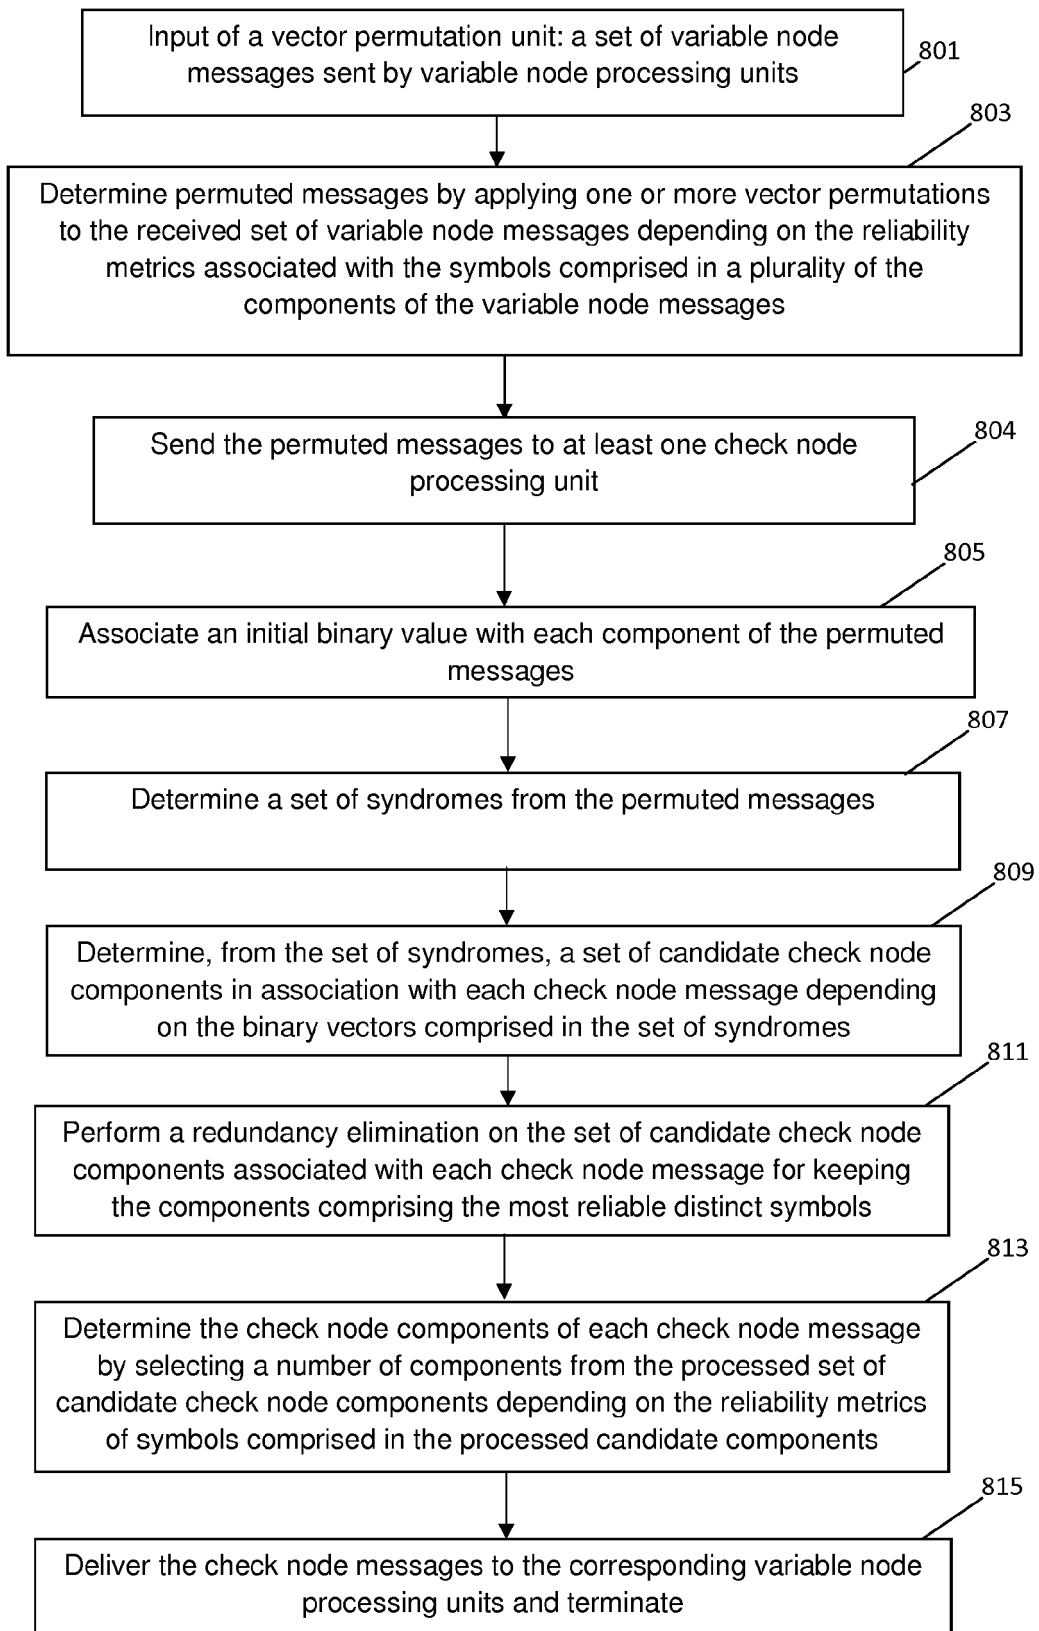 Input of a vector permutation unit: a set of variable node
messages sent by variable node processing units
801
803
Determine permuted messages by applying one or more vector permutations
to the received set of variable node messages depending on the reliability
metrics associated with the symbols comprised in a plurality of the
components of the variable node messages
804
Send the permuted messages to at least one check node
processing unit
805
Associate an initial binary value with each component of the permuted
messages
807
Determine a set of syndromes from the permuted messages
809
Determine, from the set of syndromes, a set of candidate check node
components in association with each check node message depending
on the binary vectors comprised in the set of syndromes
811
Perform a redundancy elimination on the set of candidate check node
components associated with each check node message for keeping
the components comprising the most reliable distinct symbols
813
Determine the check node components of each check node message
by selecting a number of components from the processed set of
candidate check node components depending on the reliability metrics
of symbols comprised in the processed candidate components
815
Deliver the check node messages to the corresponding variable node
processing units and terminate